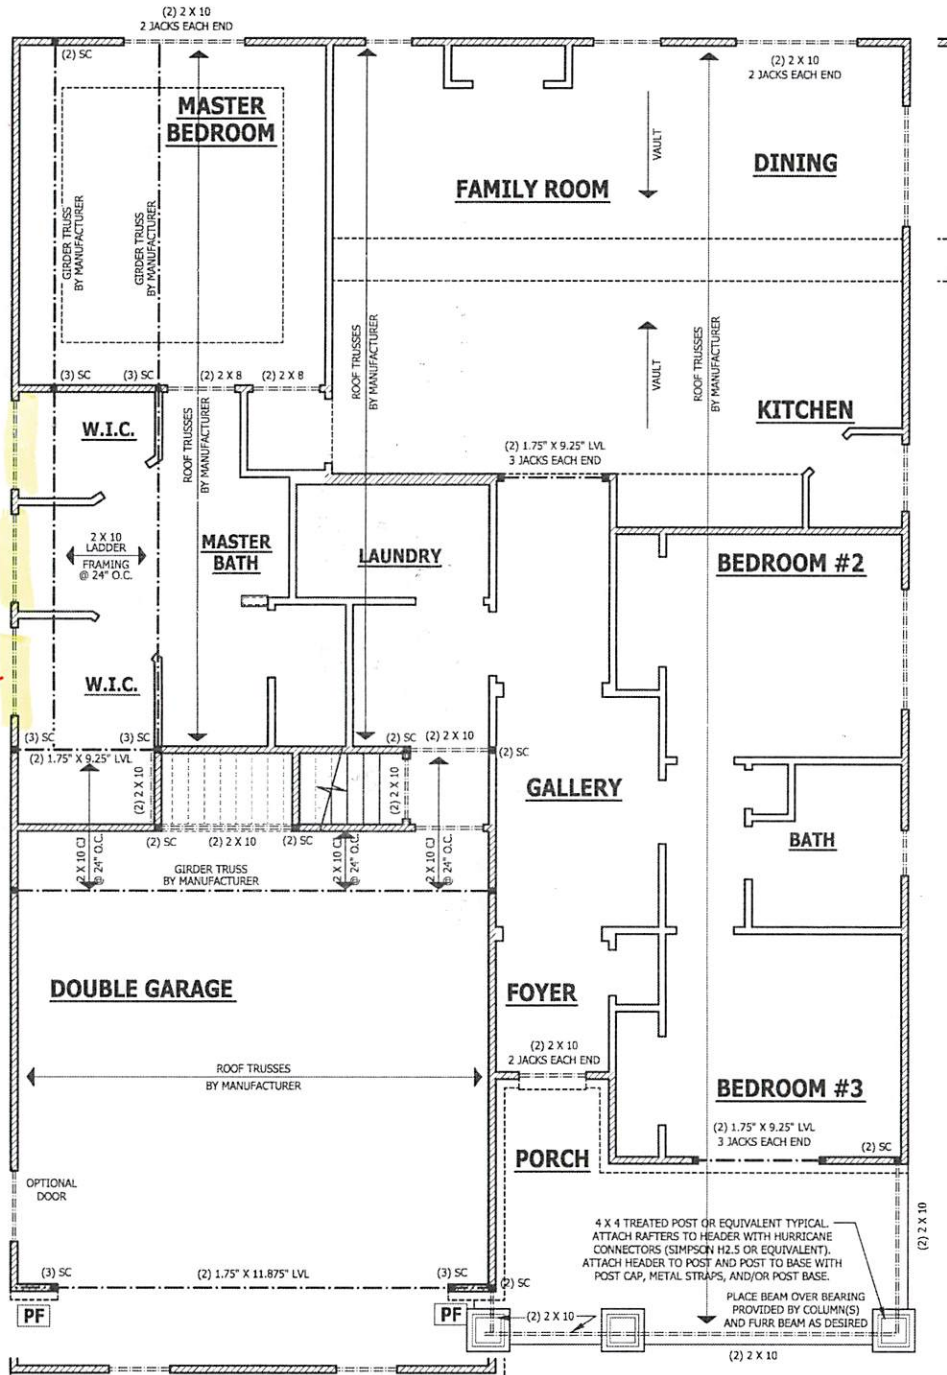 (2) 2 X 10
2 JACKS EACH END
(2) SC
(2) 2 X 10
2 JACKS EACH END
MASTER
BEDROOM
FAMILY ROOM
VAULT
DINING
GIRDER TRUSS
BY MANUFACTURER
GIRDER TRUSS
BY MANUFACTURER
ROOF TRUSSES
BY MANUFACTURER
ROOF TRUSSES
BY MANUFACTURER
VAULT
(3) SC
(3) SC
(2) 2 X 8
(2) 2 X 8
KITCHEN
W.I.C.
ROOF TRUSSES
BY MANUFACTURER
(2) 1.75" X 9.25" LVL
3 JACKS EACH END
2 X 10
LADDER
FRAMING
@ 24" O.C.
MASTER
BATH
LAUNDRY
BEDROOM #2
W.I.C.
(3) SC
(3) SC
(2) SC
(2) 2 X 10
(2) SC
(2) 1.75" X 9.25" LVL
(2) 2 X 10
(2) 2 X 10
GALLERY
BATH
(2) SC
(2) 2 X 10
(2) SC
2 X 10 CJ
@ 24" O.C.
2 X 10 CJ
@ 24" O.C.
2 X 10 CJ
@ 24" O.C.
GIRDER TRUSS
BY MANUFACTURER
DOUBLE GARAGE
FOYER
(2) 2 X 10
2 JACKS EACH END
ROOF TRUSSES
BY MANUFACTURER
BEDROOM #3
(2) 1.75" X 9.25" LVL
3 JACKS EACH END
(2) SC
PORCH
OPTIONAL
DOOR
(2) 2 X 10
4 X 4 TREATED POST OR EQUIVALENT TYPICAL.
ATTACH RAFTERS TO HEADER WITH HURRICANE
CONNECTORS (SIMPSON H2.5 OR EQUIVALENT).
ATTACH HEADER TO POST AND POST TO BASE WITH
POST CAP, METAL STRAPS, AND/OR POST BASE.
PLACE BEAM OVER BEARING
PROVIDED BY COLUMN(S)
AND FURR BEAM AS DESIRED
(3) SC
(2) 1.75" X 11.875" LVL
(3) SC
(2) SC
PF
PF
(2) 2 X 10
(2) 2 X 10